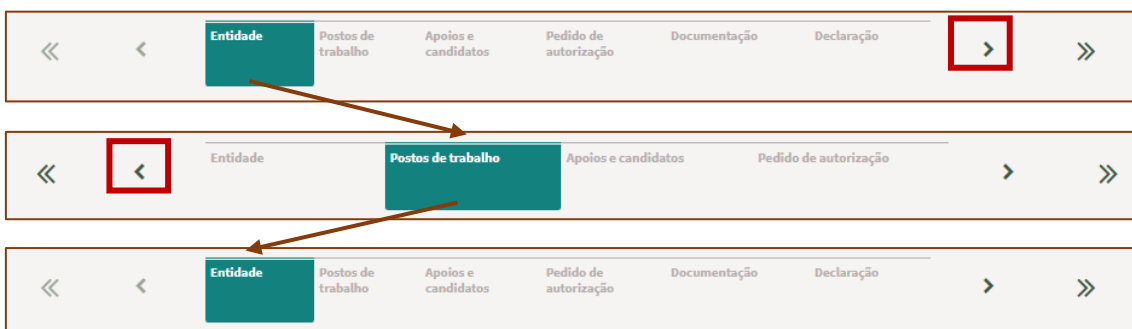 Entidade Postos de Apoios e Pedido de Documentação Declaração
trabalho candidatos autorização
Entidade Postos de trabalho Apoios e candidatos Pedido de autorização
Entidade Postos de Apoios e Pedido de Documentação Declaração
trabalho candidatos autorização